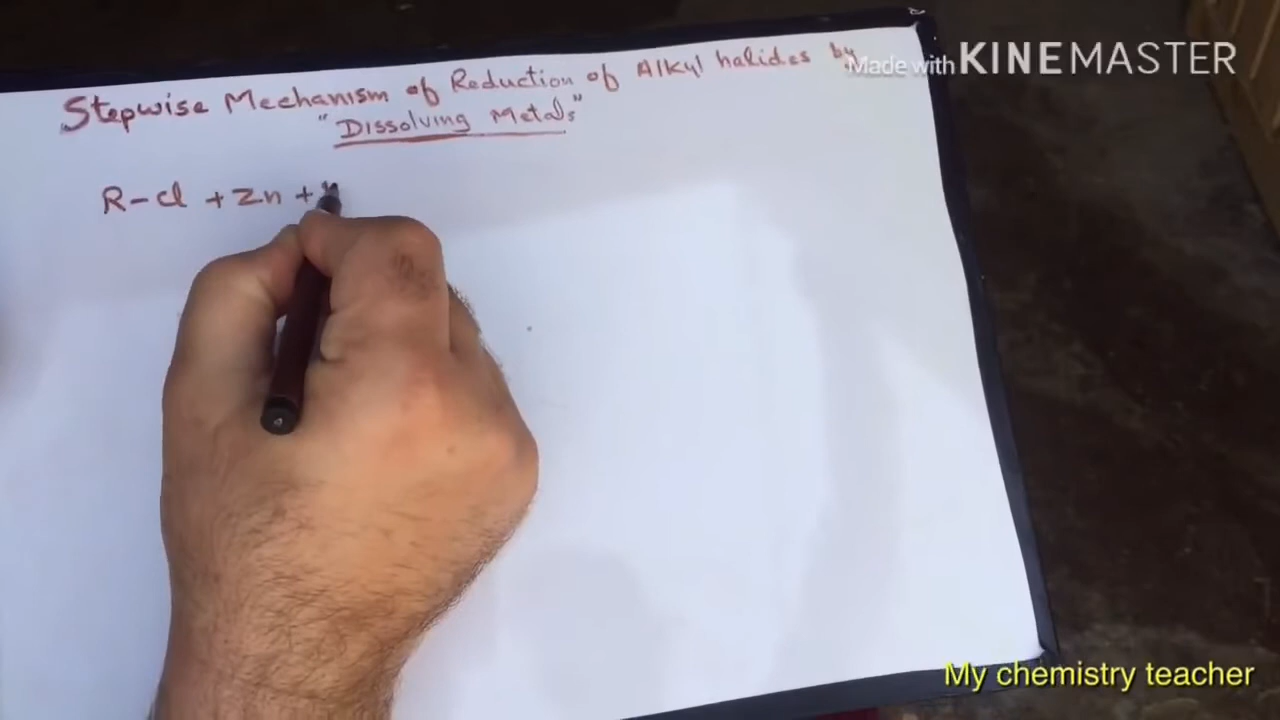 Stepwise Mechanism of Reduction of Alkyl halides by
"Dissolving Metals"
R-Cl + Zn +
Made with KINEMASTER
My chemistry teacher